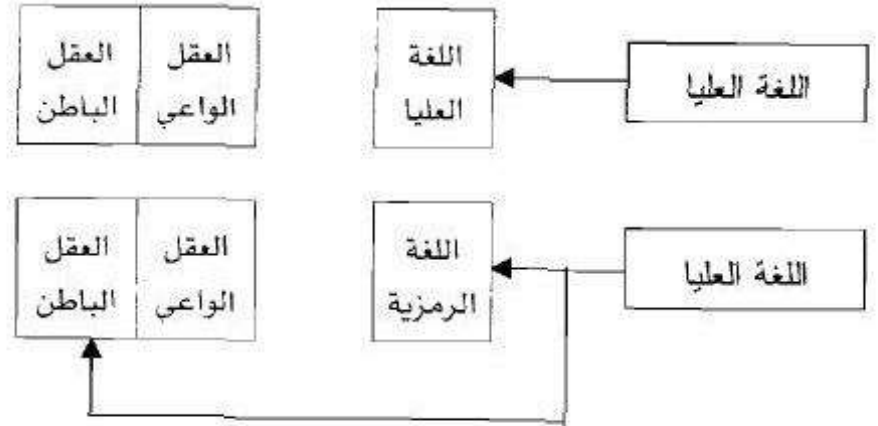 اللغة العليا
اللغة
العليا
العقل
الواعي
العقل
الباطن
اللغة العليا
اللغة
الرمزية
العقل
الواعي
العقل
الباطن